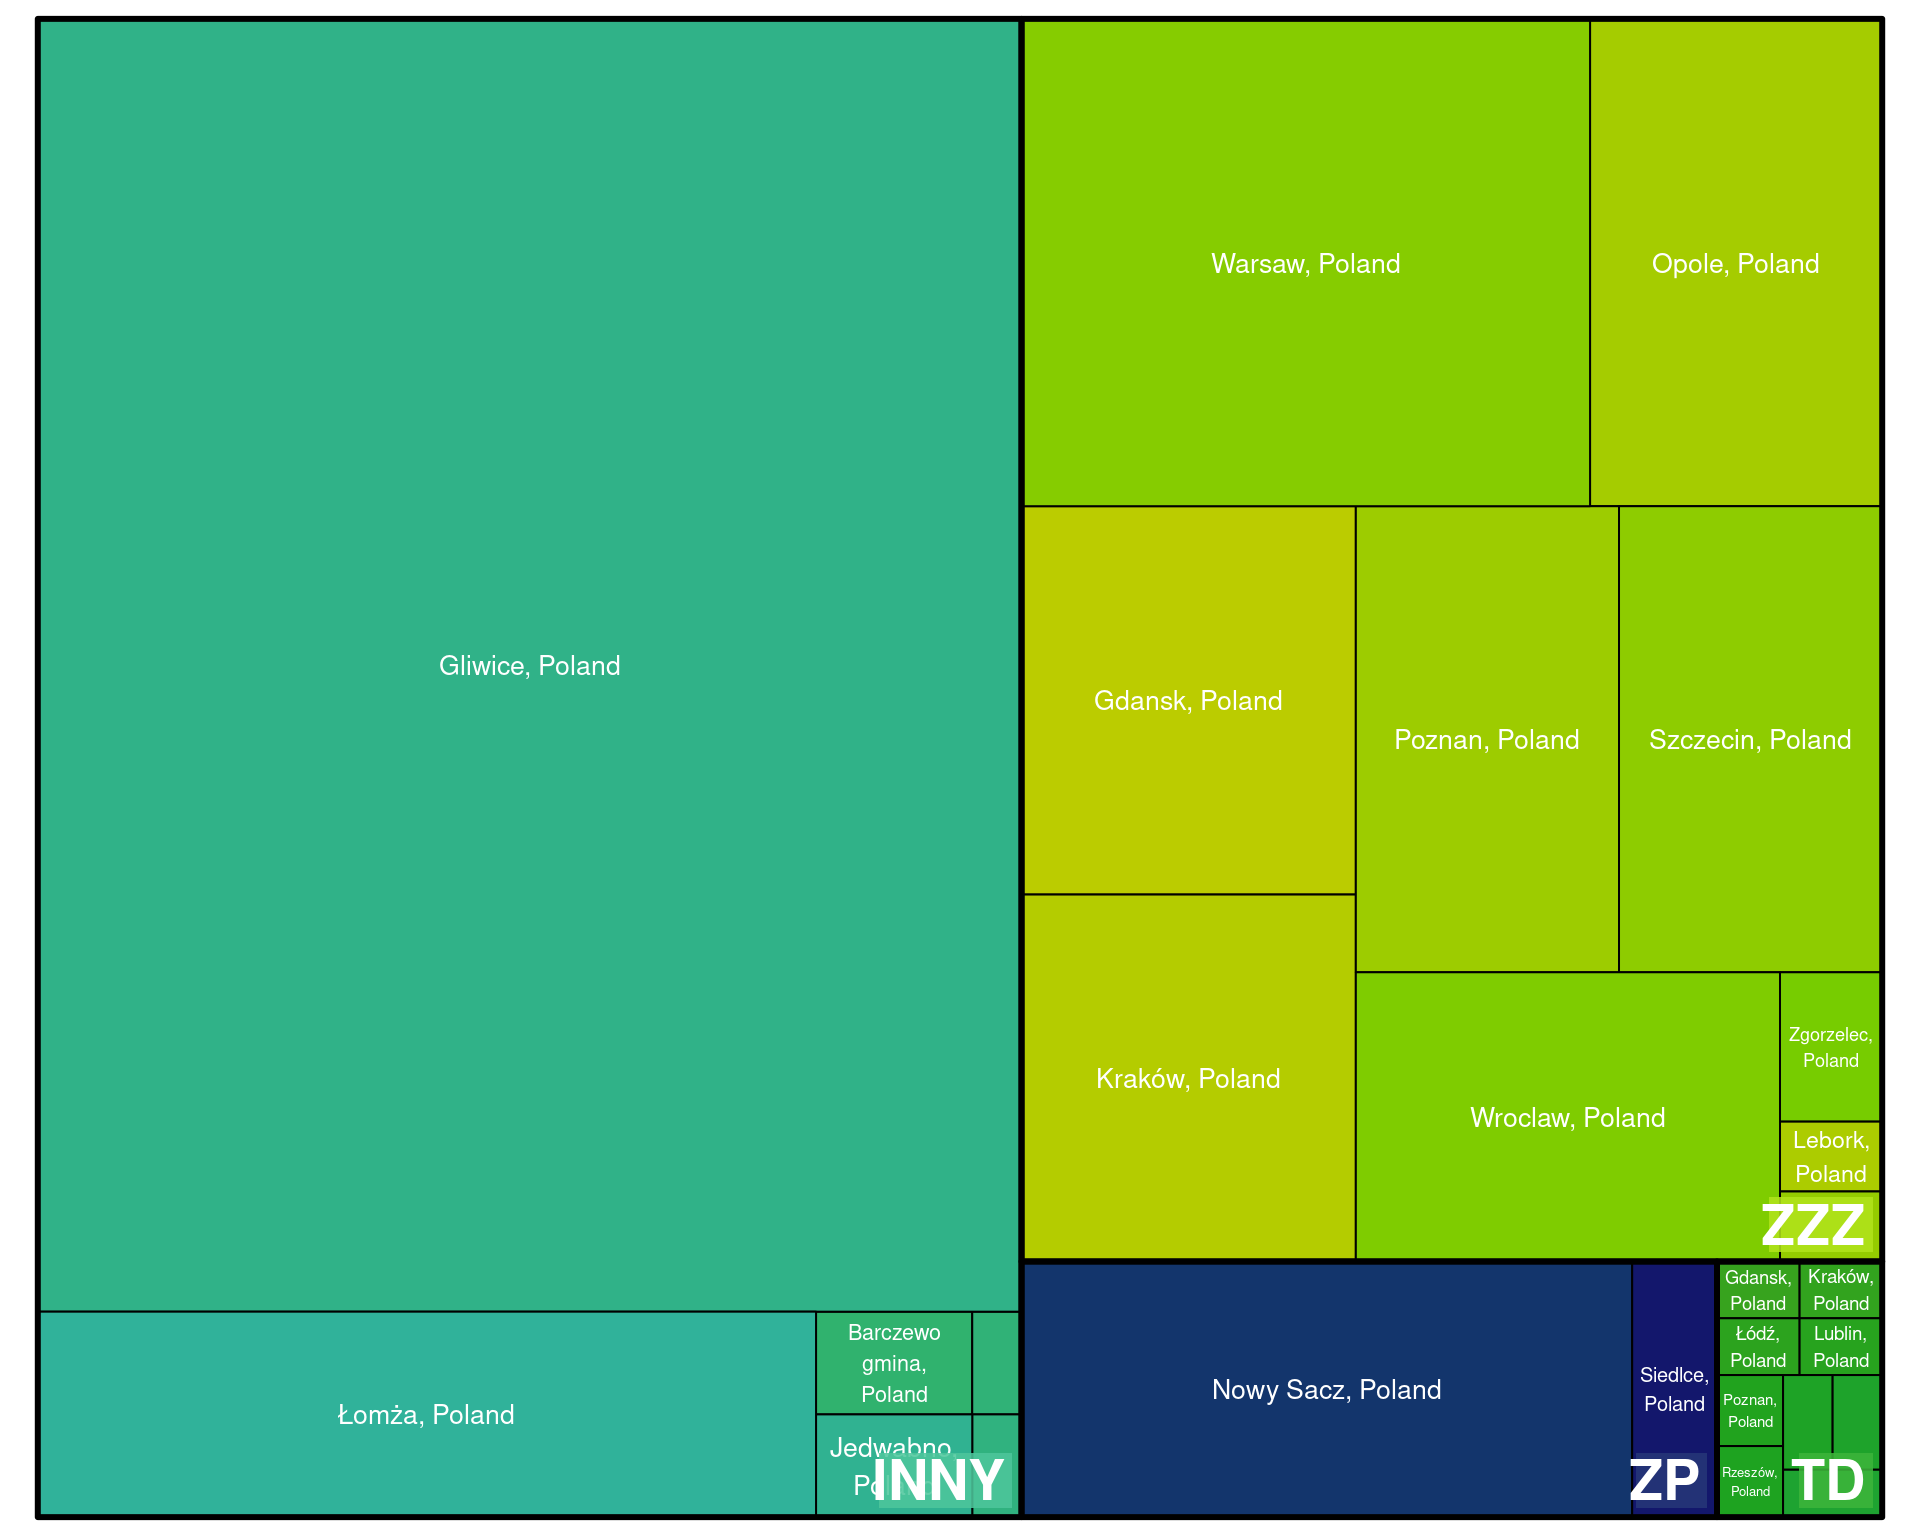 Gliwice, Poland
Łomża, Poland
Barczewo
gmina,
Poland
Jedwabno,
Poland
INNY
Warsaw, Poland
Opole, Poland
Gdansk, Poland
Poznan, Poland
Szczecin, Poland
Kraków, Poland
Wroclaw, Poland
Zgorzelec,
Poland
Lebork,
Poland
ZZZ
Nowy Sacz, Poland
Siedlce,
Poland
ZP
Gdansk,
Poland
Kraków,
Poland
Łódź,
Poland
Lublin,
Poland
Poznan,
Poland
Rzeszów,
Poland
TD